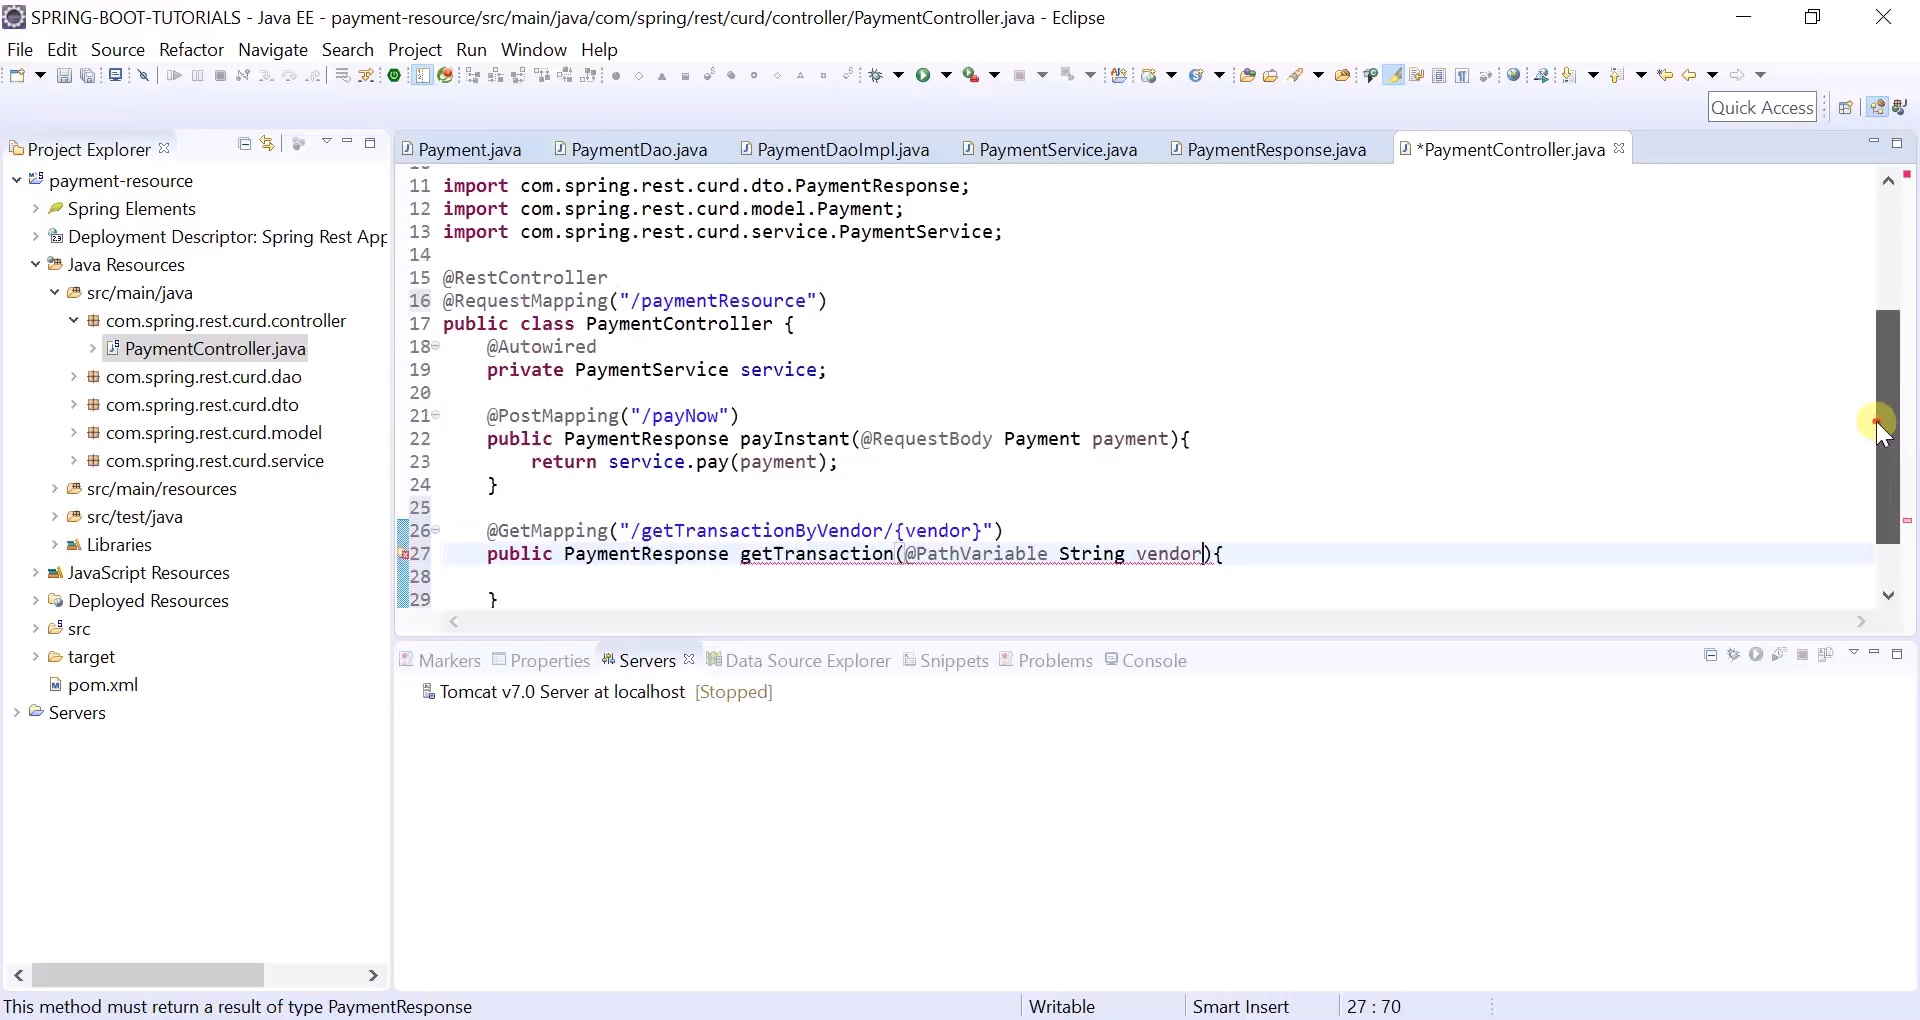 SPRING-BOOT-TUTORIALS - Java EE - payment-resource/src/main/java/com/spring/rest/curd/controller/PaymentController.java - Eclipse
File Edit Source Refactor Navigate Search Project Run Window Help
Quick Access
Project Explorer
payment-resource
Spring Elements
Deployment Descriptor: Spring Rest App
Java Resources
src/main/java
com.spring.rest.curd.controller
PaymentController.java
com.spring.rest.curd.dao
com.spring.rest.curd.dto
com.spring.rest.curd.model
com.spring.rest.curd.service
src/main/resources
src/test/java
Libraries
JavaScript Resources
Deployed Resources
src
target
pom.xml
Servers
Payment.java PaymentDao.java PaymentDaoImpl.java PaymentService.java PaymentResponse.java *PaymentController.java
11 import com.spring.rest.curd.dto.PaymentResponse;
12 import com.spring.rest.curd.model.Payment;
13 import com.spring.rest.curd.service.PaymentService;
14
15 @RestController
16 @RequestMapping("/paymentResource")
17 public class PaymentController {
18 @Autowired
19 private PaymentService service;
20
21 @PostMapping("/payNow")
22 public PaymentResponse payInstant(@RequestBody Payment payment){
23 return service.pay(payment);
24 }
25
26 @GetMapping("/getTransactionByVendor/{vendor}")
27 public PaymentResponse getTransaction(@PathVariable String vendor){
28
29 }
Markers Properties Servers Data Source Explorer Snippets Problems Console
Tomcat v7.0 Server at localhost [Stopped]
This method must return a result of type PaymentResponse
Writable
Smart Insert
27 : 70